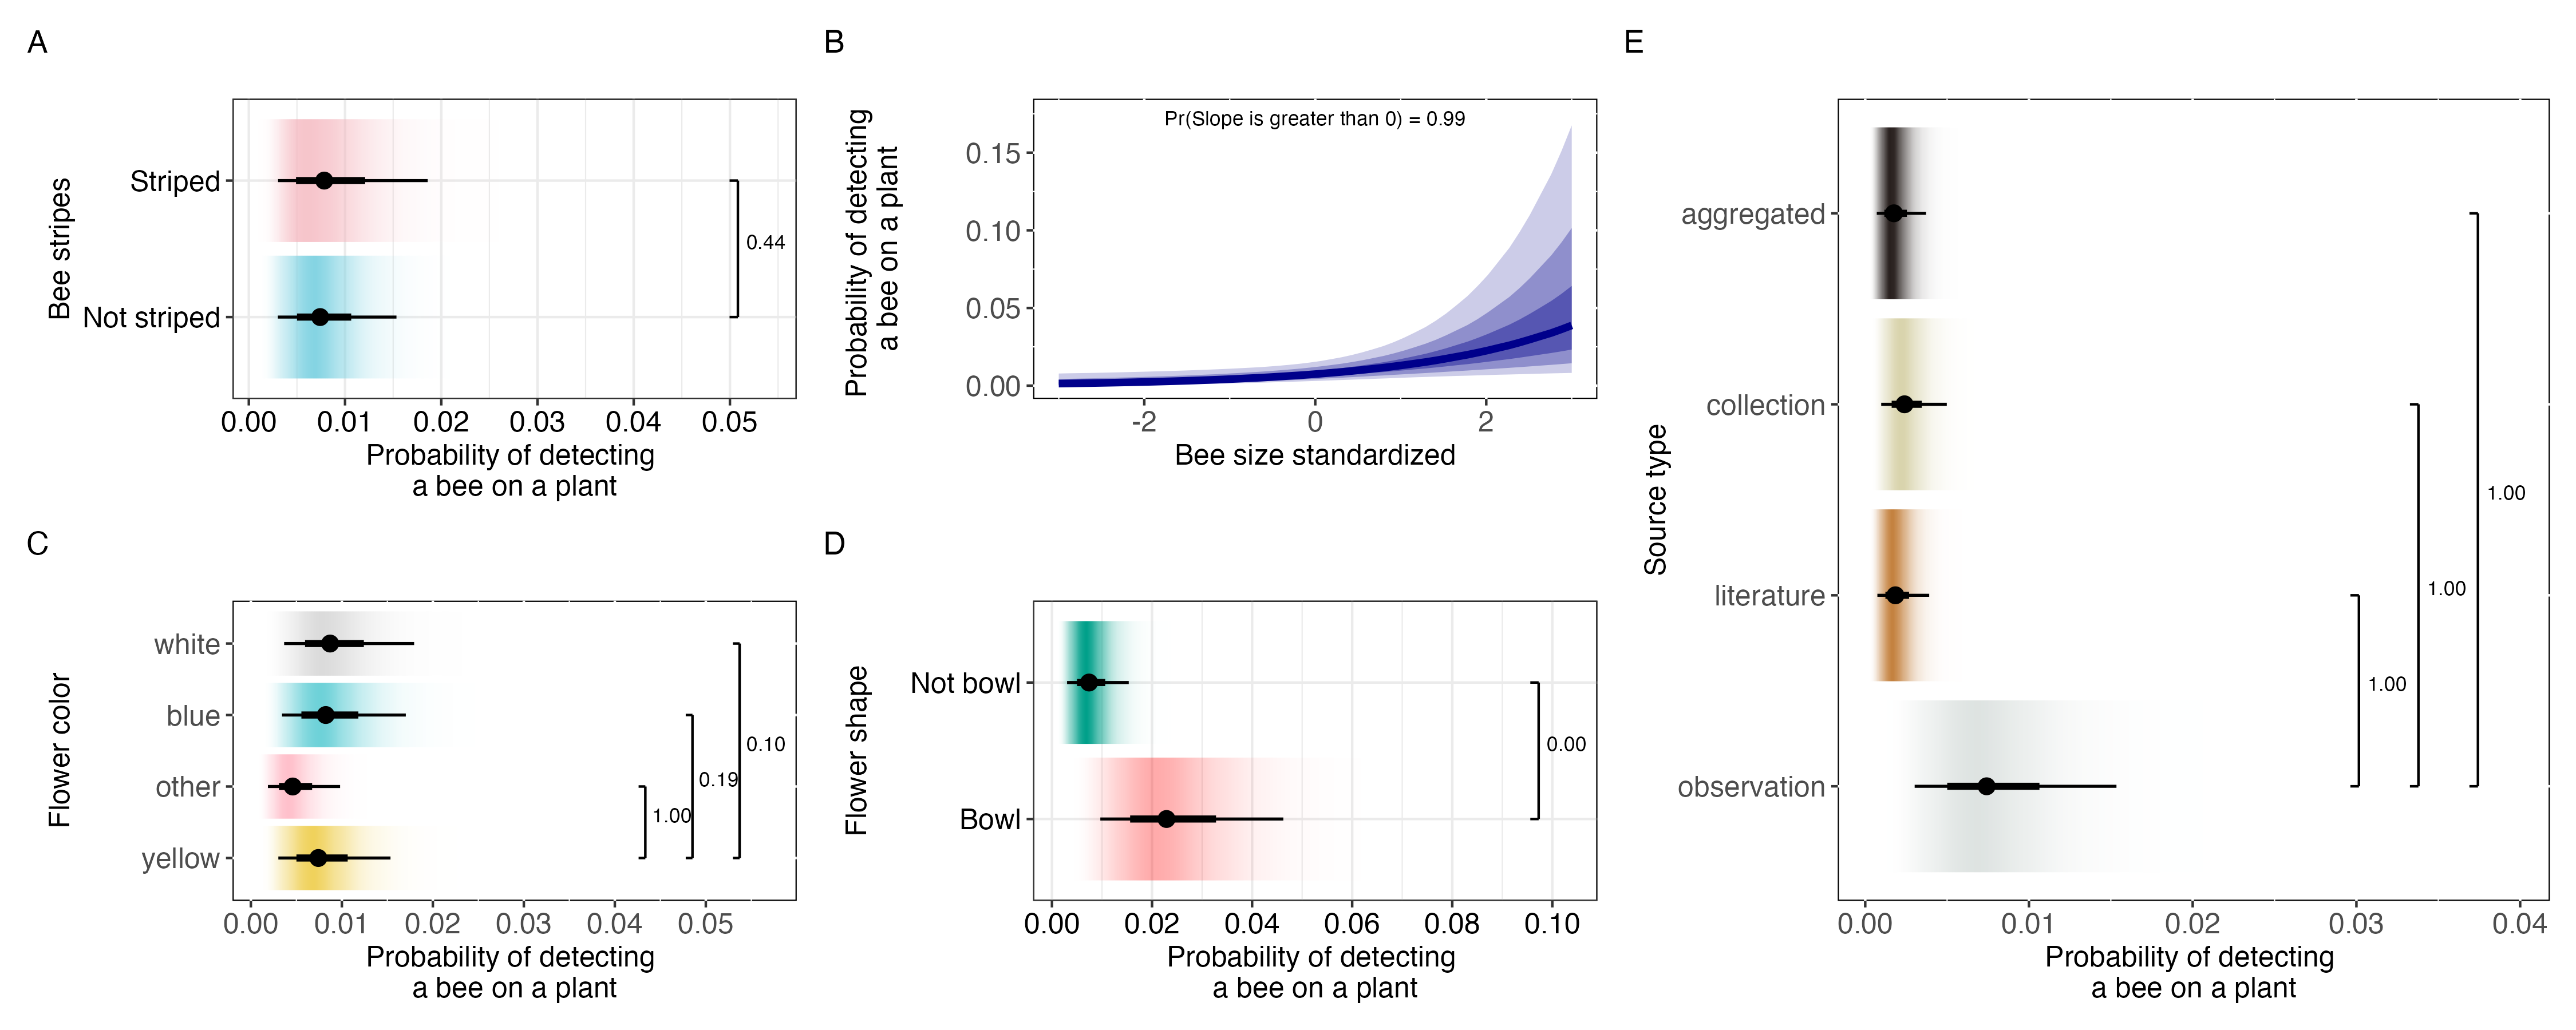 A
Bee stripes
Striped
Not striped
0.44
0.00 0.01 0.02 0.03 0.04 0.05
Probability of detecting
a bee on a plant
B
Probability of detecting
a bee on a plant
Pr(Slope is greater than 0) = 0.99
0.15
0.10
0.05
0.00
-2 0 2
Bee size standardized
C
Flower color
white
blue
other
yellow
0.10
0.19
1.00
0.00 0.01 0.02 0.03 0.04 0.05
Probability of detecting
a bee on a plant
D
Flower shape
Not bowl
Bowl
0.00
0.00 0.02 0.04 0.06 0.08 0.10
Probability of detecting
a bee on a plant
E
Source type
aggregated
collection
literature
observation
1.00
1.00
1.00
0.00 0.01 0.02 0.03 0.04
Probability of detecting
a bee on a plant